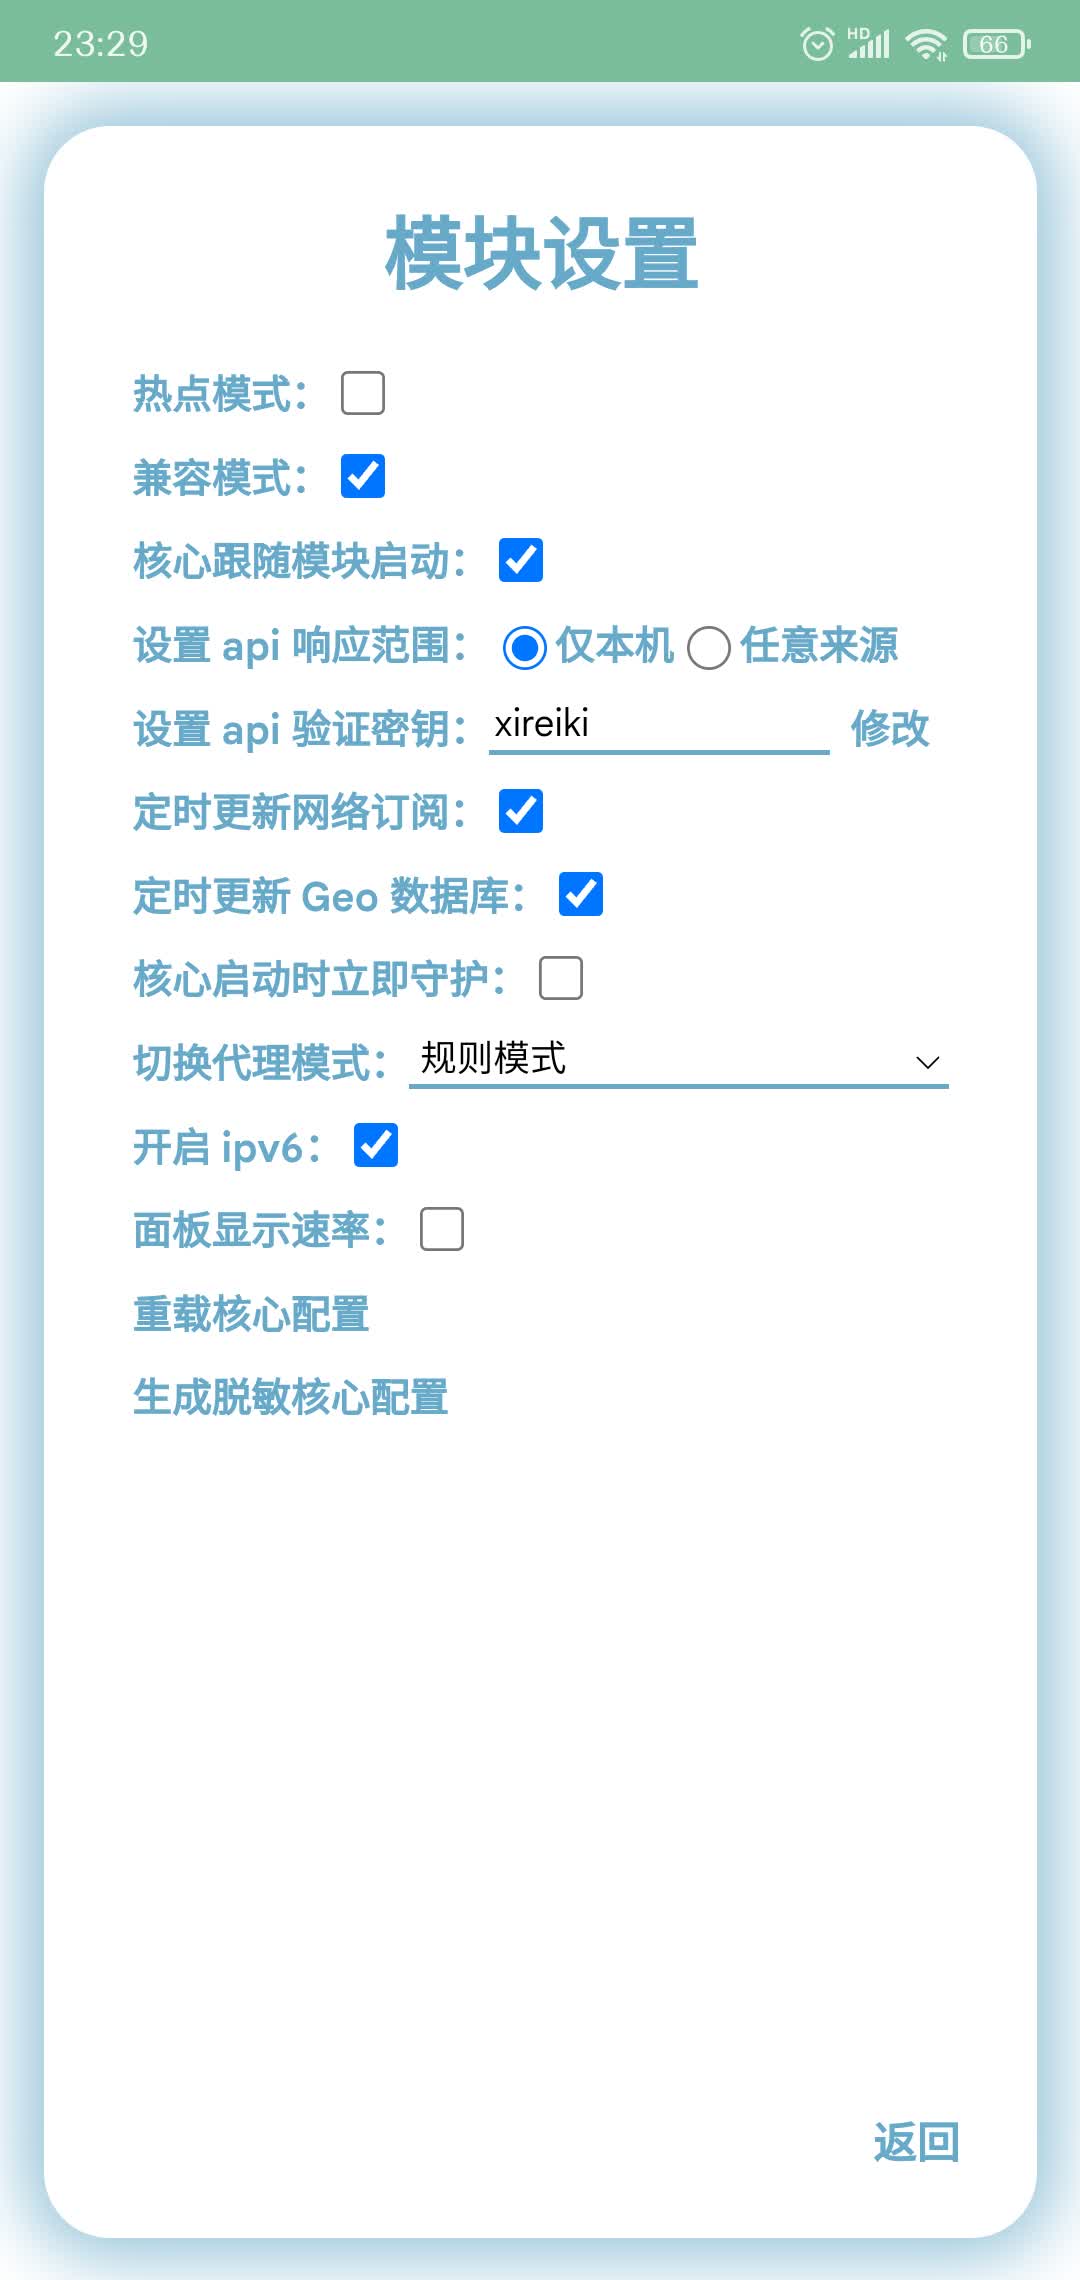 23:29
HD
66
模块设置
热点模式：
兼容模式：
核心跟随模块启动：
设置 api 响应范围： 仅本机 任意来源
设置 api 验证密钥： xireiki 修改
定时更新网络订阅：
定时更新 Geo 数据库：
核心启动时立即守护：
切换代理模式： 规则模式
开启 ipv6：
面板显示速率：
重载核心配置
生成脱敏核心配置
返回